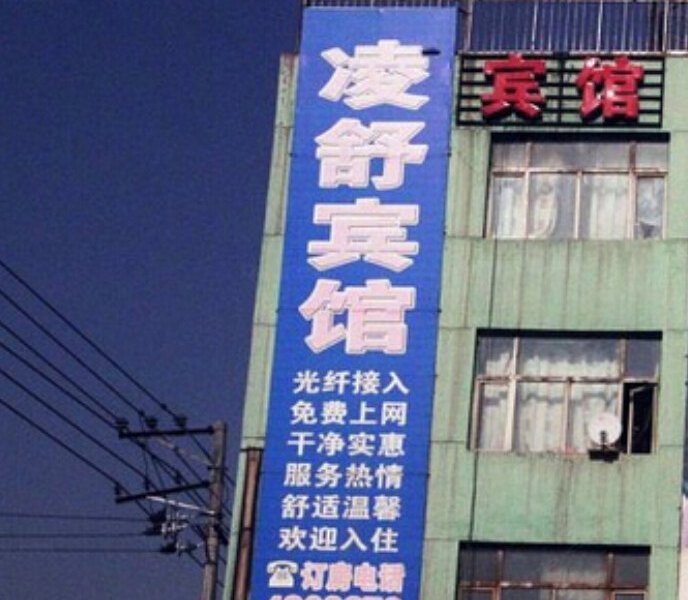 凌舒宾馆
光纤接入
免费上网
干净实惠
服务热情
舒适温馨
欢迎入住
☎订房电话
宾馆